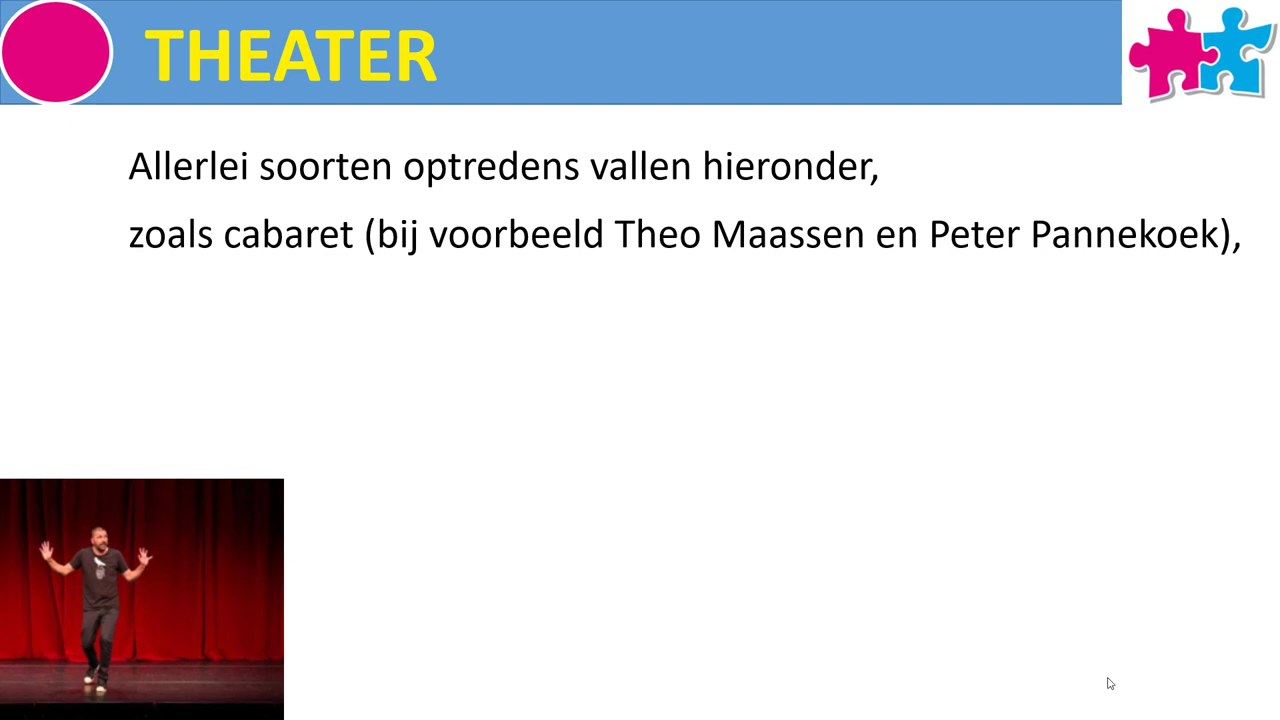 THEATER
Allerlei soorten optredens vallen hieronder,
zoals cabaret (bij voorbeeld Theo Maassen en Peter Pannekoek),